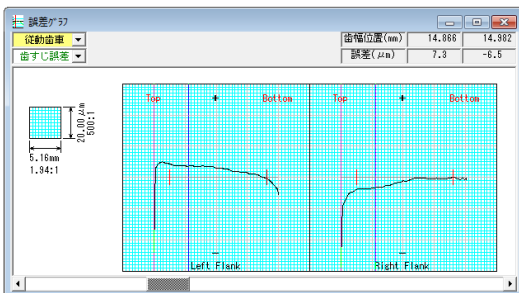 誤差グラフ
従動歯車
歯すじ誤差
歯幅位置(mm) 14.866 14.982
誤差(μm) 7.3 -6.5
Top + Bottom Top + Bottom
20.00μm
500:1
5.16mm
1.94:1
Left Flank Right Flank